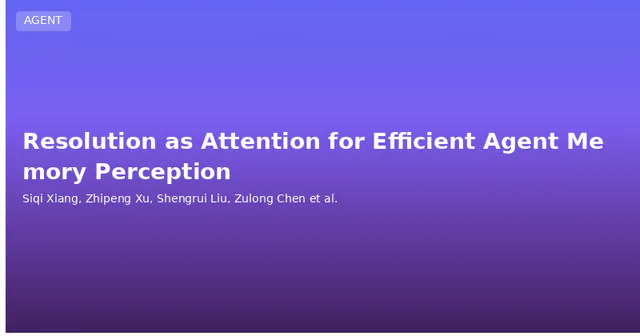 AGENT
Resolution as Attention for Efficient Agent Me
mory Perception
Siqi Xiang, Zhipeng Xu, Shengrui Liu, Zulong Chen et al.